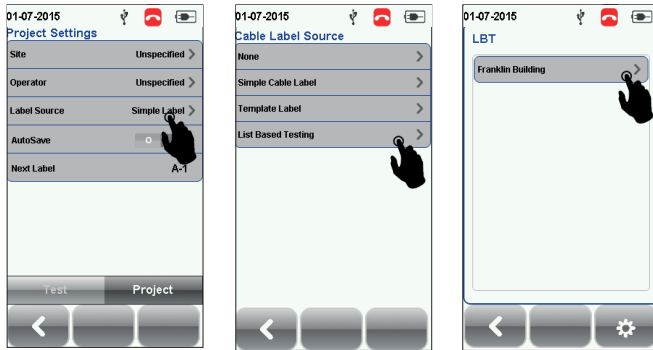 01-07-2015
Project Settings
Site Unspecified
Operator Unspecified
Label Source Simple Label
AutoSave O
Next Label A-1
Test Project
01-07-2015
Cable Label Source
None
Simple Cable Label
Template Label
List Based Testing
01-07-2015
LBT
Franklin Building